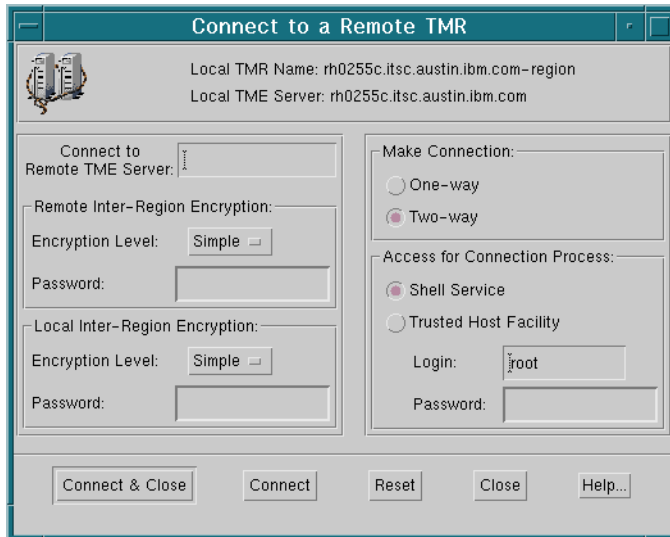 Connect to a Remote TMR
Local TMR Name: rh0255c.itsc.austin.ibm.com-region
Local TME Server: rh0255c.itsc.austin.ibm.com
Connect to
Remote TME Server:
Remote Inter-Region Encryption:
Encryption Level: Simple
Password:
Local Inter-Region Encryption:
Encryption Level: Simple
Password:
Make Connection:
One-way
Two-way
Access for Connection Process:
Shell Service
Trusted Host Facility
Login: root
Password:
Connect & Close Connect Reset Close Help...